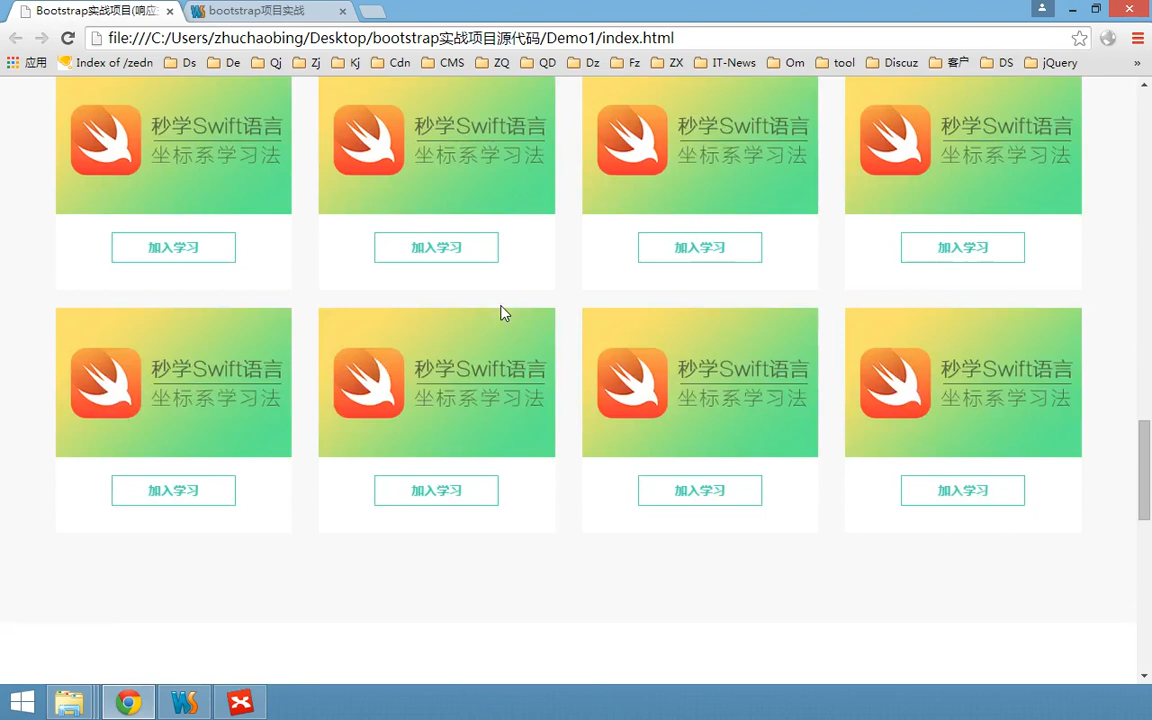 Bootstrap实战项目(响应
bootstrap项目实战
file:///C:/Users/zhuchaobing/Desktop/bootstrap实战项目源代码/Demo1/index.html
应用 Index of /zedn Ds De Qj Zj Kj Cdn CMS ZQ QD Dz Fz ZX IT-News Om tool Discuz 客户 DS jQuery »
秒学Swift语言 秒学Swift语言 秒学Swift语言 秒学Swift语言
坐标系学习法 坐标系学习法 坐标系学习法 坐标系学习法
加入学习 加入学习 加入学习 加入学习
秒学Swift语言 秒学Swift语言 秒学Swift语言 秒学Swift语言
坐标系学习法 坐标系学习法 坐标系学习法 坐标系学习法
加入学习 加入学习 加入学习 加入学习